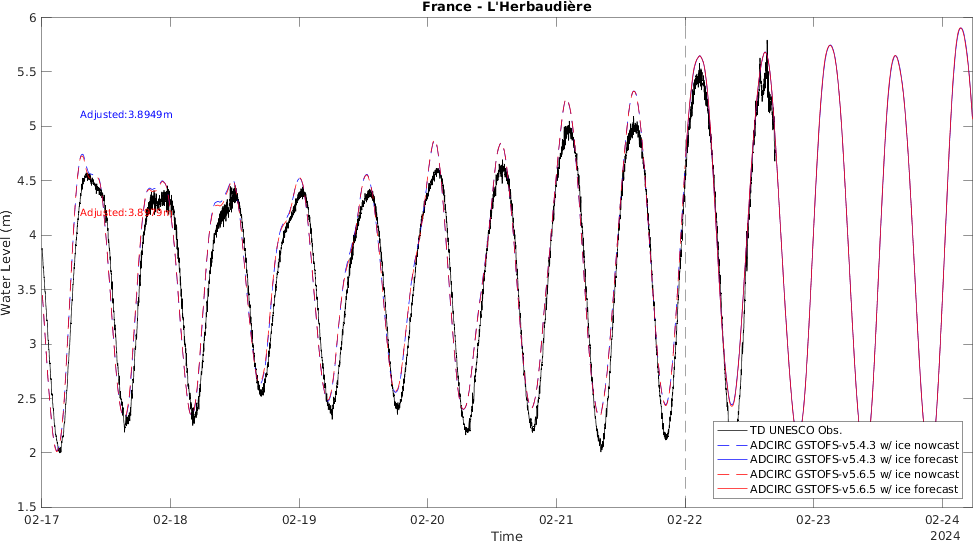 France - L'Herbaudière
6
5.5
5
4.5
4
3.5
3
2.5
2
1.5
Water Level (m)
Adjusted:3.8949m
Adjusted:3.8979m
TD UNESCO Obs.
ADCIRC GSTOFS-v5.4.3 w/ ice nowcast
ADCIRC GSTOFS-v5.4.3 w/ ice forecast
ADCIRC GSTOFS-v5.6.5 w/ ice nowcast
ADCIRC GSTOFS-v5.6.5 w/ ice forecast
02-17 02-18 02-19 02-20 02-21 02-22 02-23 02-24
Time
2024